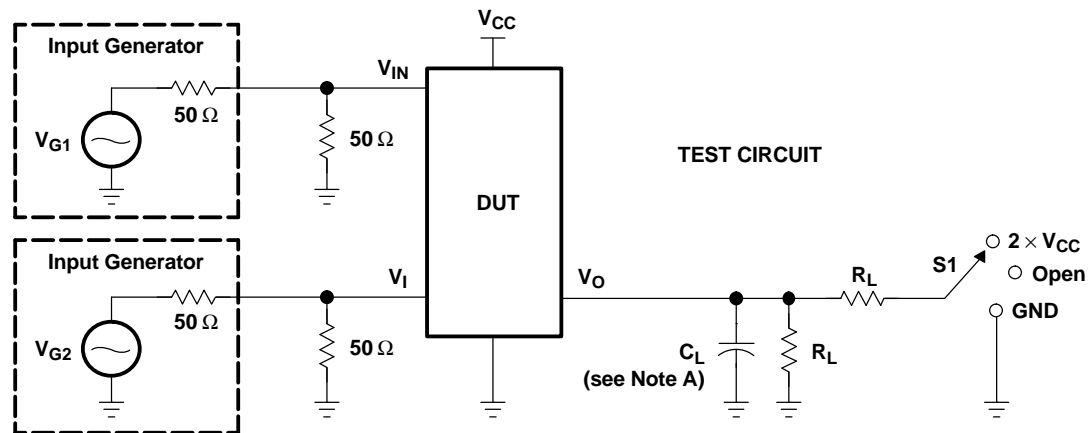 VCC
Input Generator
VIN
50 Ω
VG1
50 Ω
TEST CIRCUIT
DUT
Input Generator
VI
VO
50 Ω
VG2
50 Ω
CL
(see Note A)
RL
RL
S1
2 × VCC
Open
GND